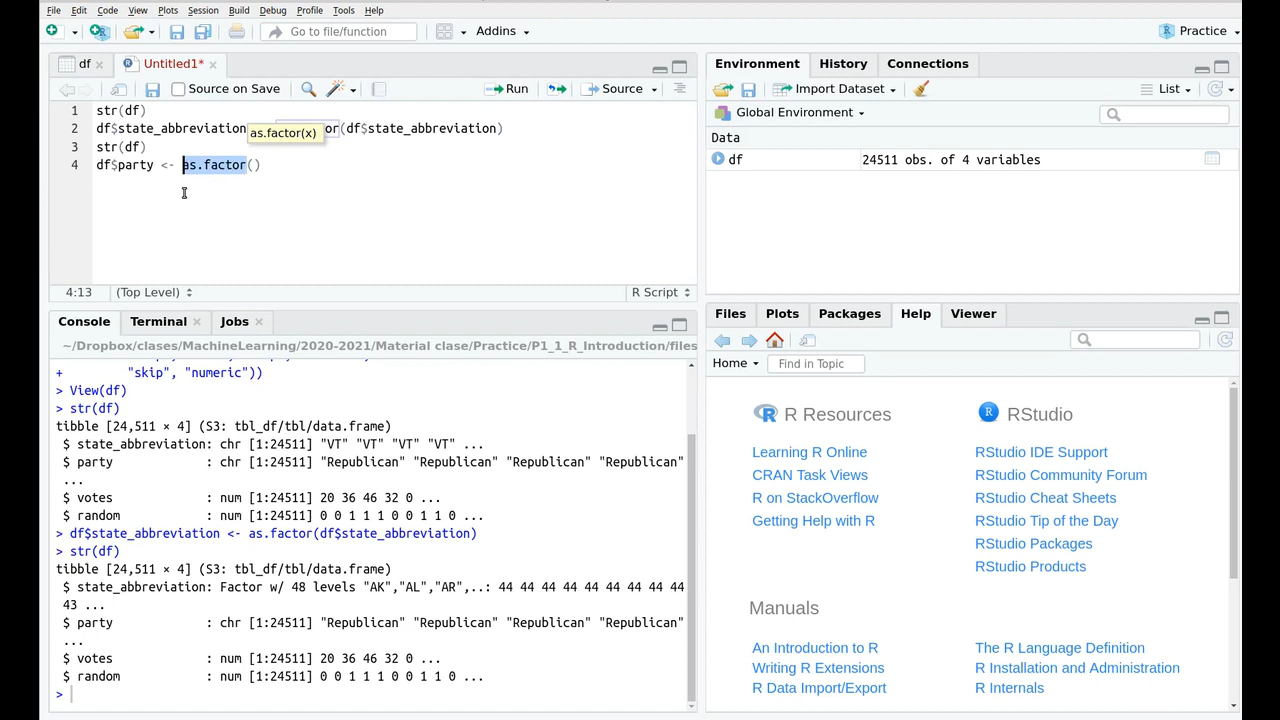 File Edit Code View Plots Session Build Debug Profile Tools Help
Go to file/function Addins Practice
df Untitled1*
Source on Save Run Source
1 str(df)
2 df$state_abbreviation or(df$state_abbreviation)
as.factor(x)
3 str(df)
4 df$party <- as.factor()
4:13 (Top Level) R Script
Console Terminal Jobs
~/Dropbox/clases/MachineLearning/2020-2021/Material clase/Practice/P1_1_R_Introduction/files
+ "skip", "numeric"))
> View(df)
> str(df)
tibble [24,511 × 4] (S3: tbl_df/tbl/data.frame)
$ state_abbreviation: chr [1:24511] "VT" "VT" "VT" "VT" ...
$ party : chr [1:24511] "Republican" "Republican" "Republican" "Republican"
...
$ votes : num [1:24511] 20 36 46 32 0 ...
$ random : num [1:24511] 0 0 1 1 1 0 0 1 1 0 ...
> df$state_abbreviation <- as.factor(df$state_abbreviation)
> str(df)
tibble [24,511 × 4] (S3: tbl_df/tbl/data.frame)
$ state_abbreviation: Factor w/ 48 levels "AK","AL","AR",..: 44 44 44 44 44 44 44 44
43 ...
$ party : chr [1:24511] "Republican" "Republican" "Republican" "Republican"
...
$ votes : num [1:24511] 20 36 46 32 0 ...
$ random : num [1:24511] 0 0 1 1 1 0 0 1 1 0 ...
>
Environment History Connections
Import Dataset List
Global Environment
Data
df 24511 obs. of 4 variables
Files Plots Packages Help Viewer
Home Find in Topic
R Resources RStudio
Learning R Online RStudio IDE Support
CRAN Task Views RStudio Community Forum
R on StackOverflow RStudio Cheat Sheets
Getting Help with R RStudio Tip of the Day
RStudio Packages
RStudio Products
Manuals
An Introduction to R The R Language Definition
Writing R Extensions R Installation and Administration
R Data Import/Export R Internals